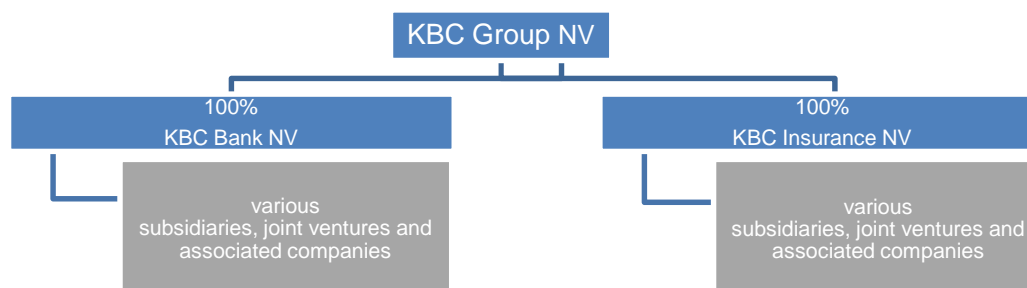 KBC Group NV
100%
KBC Bank NV
100%
KBC Insurance NV
various
subsidiaries, joint ventures and
associated companies
various
subsidiaries, joint ventures and
associated companies